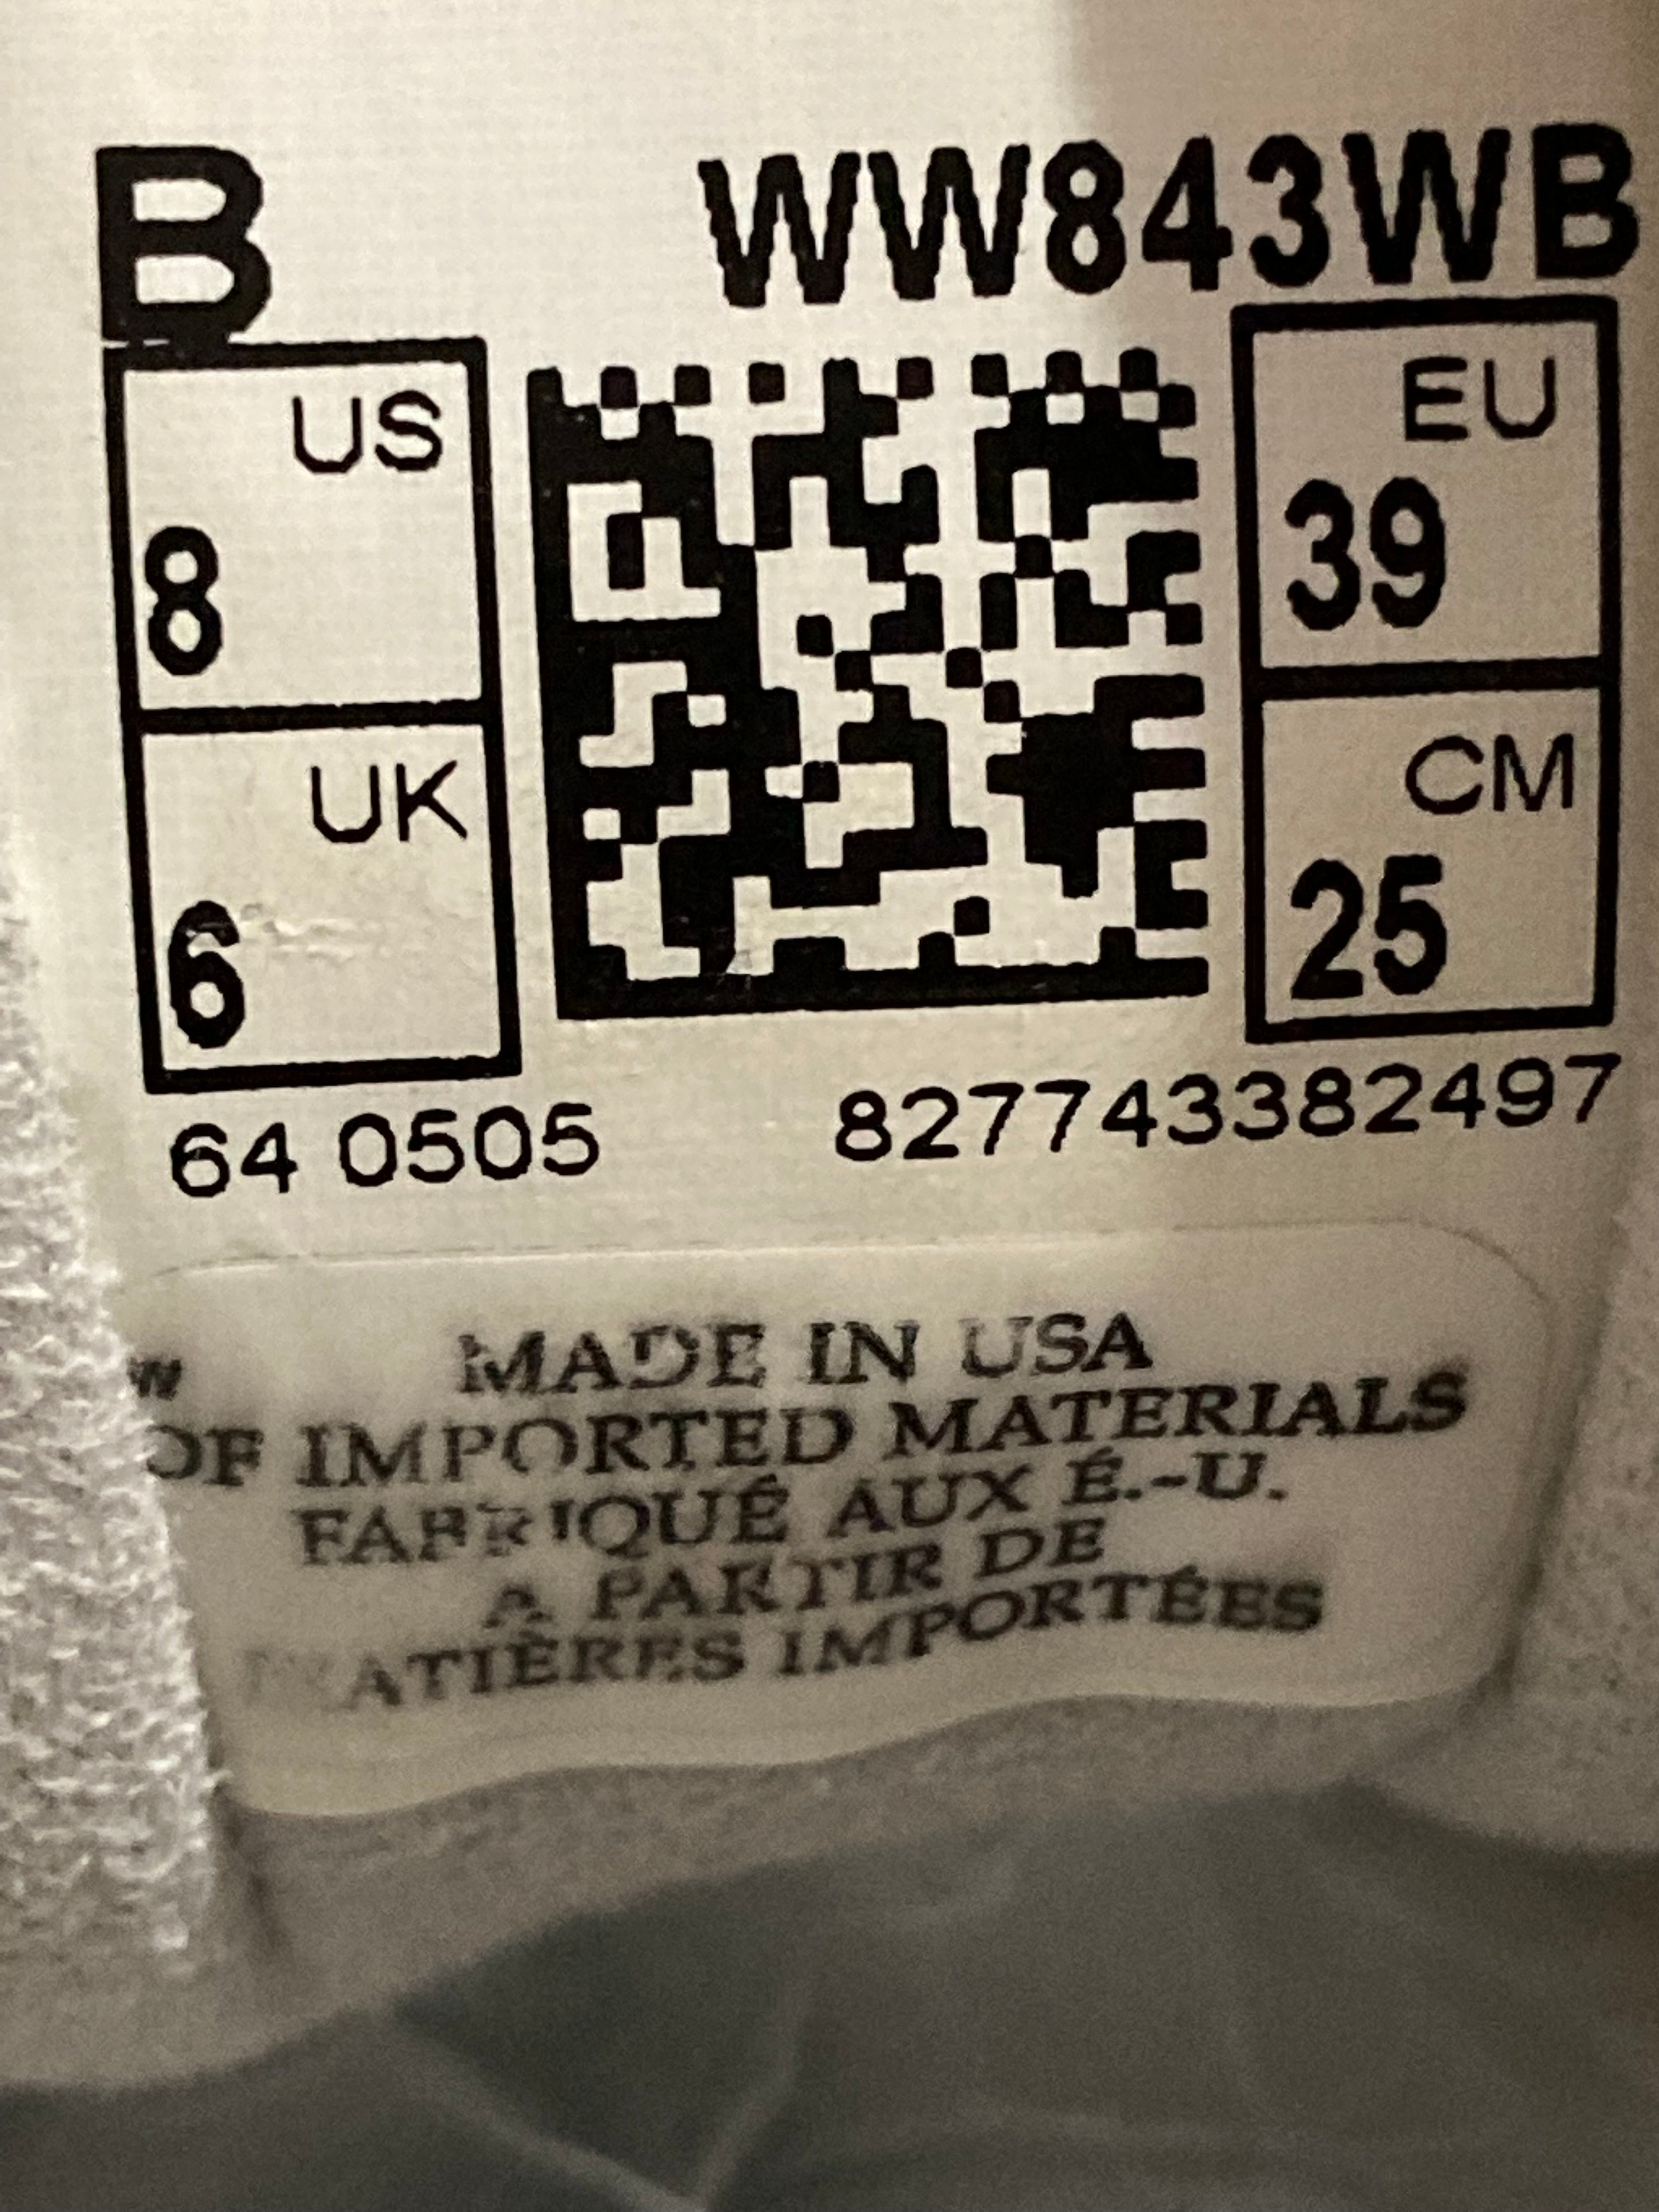 B WW843WB
US EU
8 39
UK CM
6 25
64 0505 827743382497
MADE IN USA
OF IMPORTED MATERIALS
FABRIQUÉ AUX É.-U.
A PARTIR DE
MATIÈRES IMPORTÉES